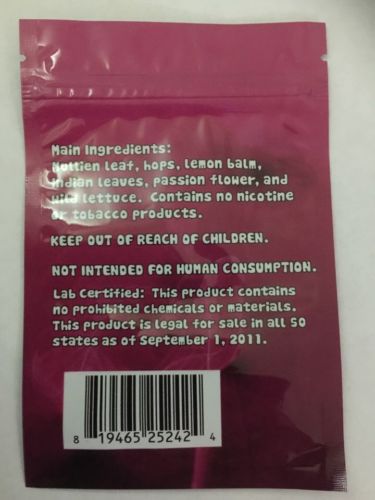 Main Ingredients:
Mullien leaf, hops, lemon balm,
indian leaves, passion flower, and
wild lettuce. Contains no nicotine
or tobacco products.
KEEP OUT OF REACH OF CHILDREN.
NOT INTENDED FOR HUMAN CONSUMPTION.
Lab Certified: This product contains
no prohibited chemicals or materials.
This product is legal for sale in all 50
states as of September 1, 2011.
8 19465 25242 4